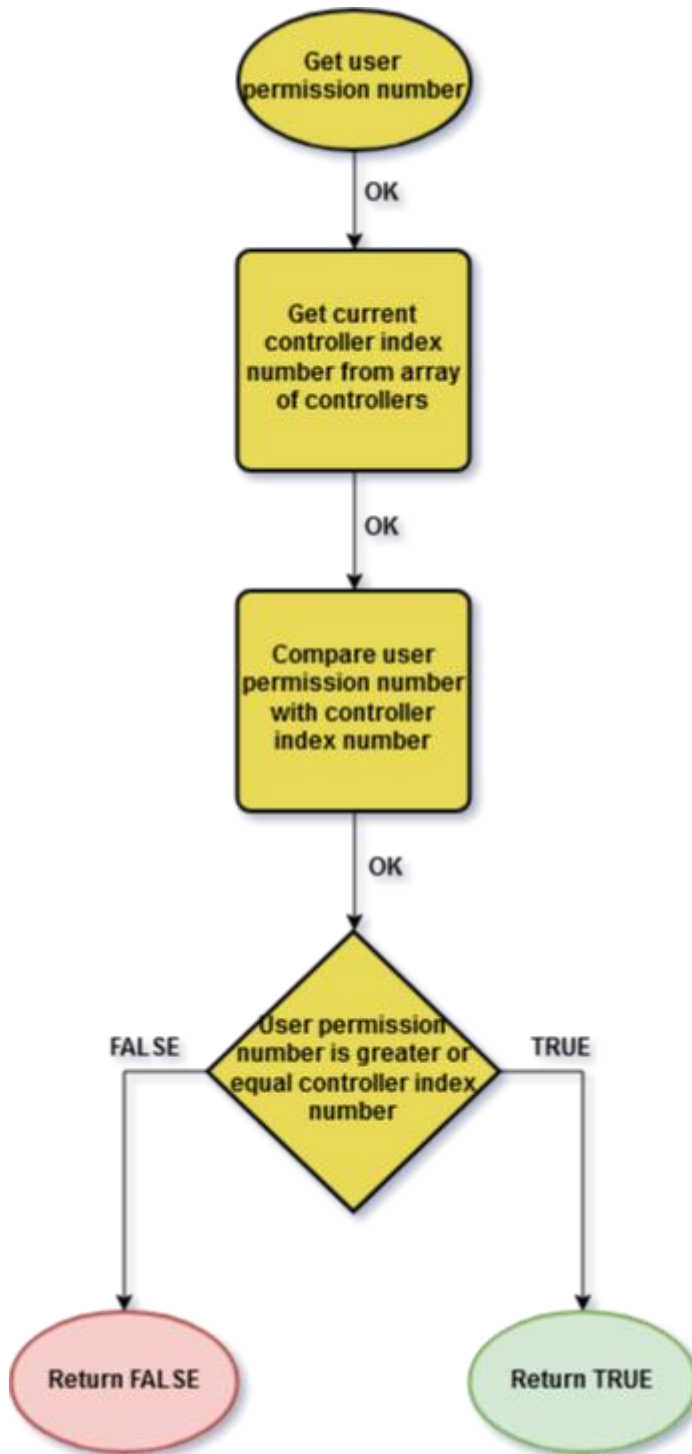 Get user
permission number
OK
Get current
controller index
number from array
of controllers
OK
Compare user
permission number
with controller
index number
OK
User permission
number is greater or
equal controller index
number
FALSE
TRUE
Return FALSE
Return TRUE